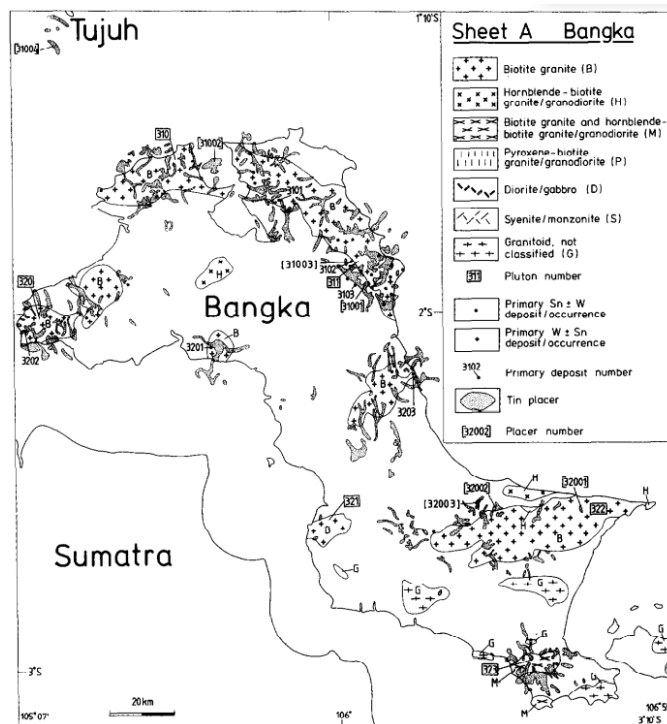 Tujuh
[31004]
1°10'S
Sheet A Bangka
Biotite granite (B)
Hornblende-biotite
granite/granodiorite (H)
Biotite granite and hornblende-
biotite granite/granodiorite (M)
Pyroxene-biotite
granite/granodiorite (P)
Diorite/gabbro (D)
Syenite/monzonite (S)
Granitoid, not
classified (G)
311
Pluton number
Primary Sn ± W
deposit/occurrence
Primary W ± Sn
deposit/occurrence
3102
Primary deposit number
Tin placer
[32002]
Placer number
310
[31002]
B
3101
B
[31003]
3102
311
3103
[31001]
2°S
H
320
B
B
3202
Bangka
3201
B
B
3203
Sumatra
321
D
G
[32003]
[32002]
[32001]
H
H
322
H
B
G
G
G
G
G
323
M
M
G
G
3°S
20km
105°07'
106°
3°10'S